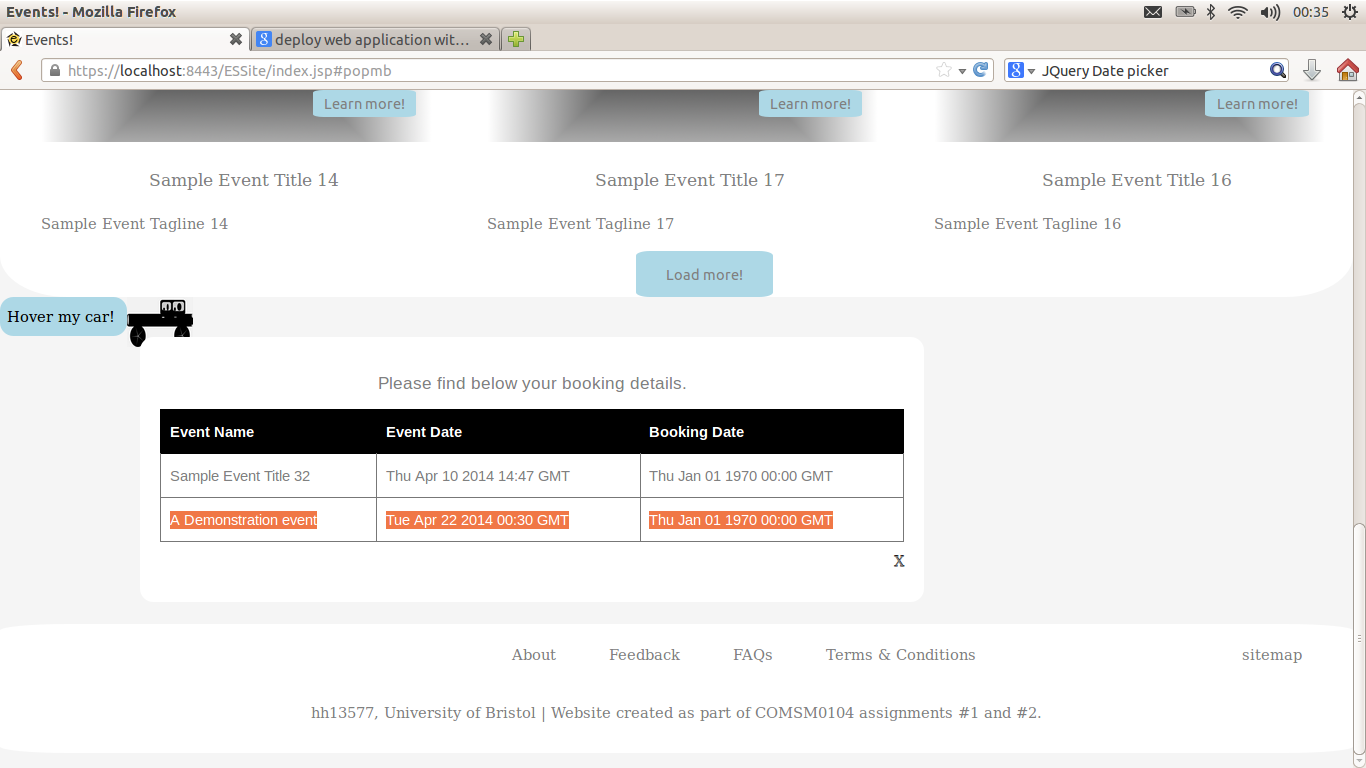 Events! - Mozilla Firefox
00:35
Events!
deploy web application wit...
https://localhost:8443/ESSite/index.jsp#popmb
JQuery Date picker
Learn more! Learn more! Learn more!
Sample Event Title 14 Sample Event Title 17 Sample Event Title 16
Sample Event Tagline 14 Sample Event Tagline 17 Sample Event Tagline 16
Load more!
Hover my car!
Please find below your booking details.
Event Name Event Date Booking Date
Sample Event Title 32 Thu Apr 10 2014 14:47 GMT Thu Jan 01 1970 00:00 GMT
A Demonstration event Tue Apr 22 2014 00:30 GMT Thu Jan 01 1970 00:00 GMT
X
About Feedback FAQs Terms & Conditions sitemap
hh13577, University of Bristol | Website created as part of COMSM0104 assignments #1 and #2.